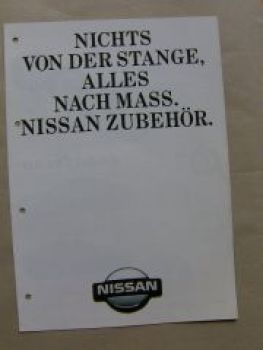 NICHTS
VON DER STANGE,
ALLES
NACH MASS.
NISSAN ZUBEHÖR.
NISSAN